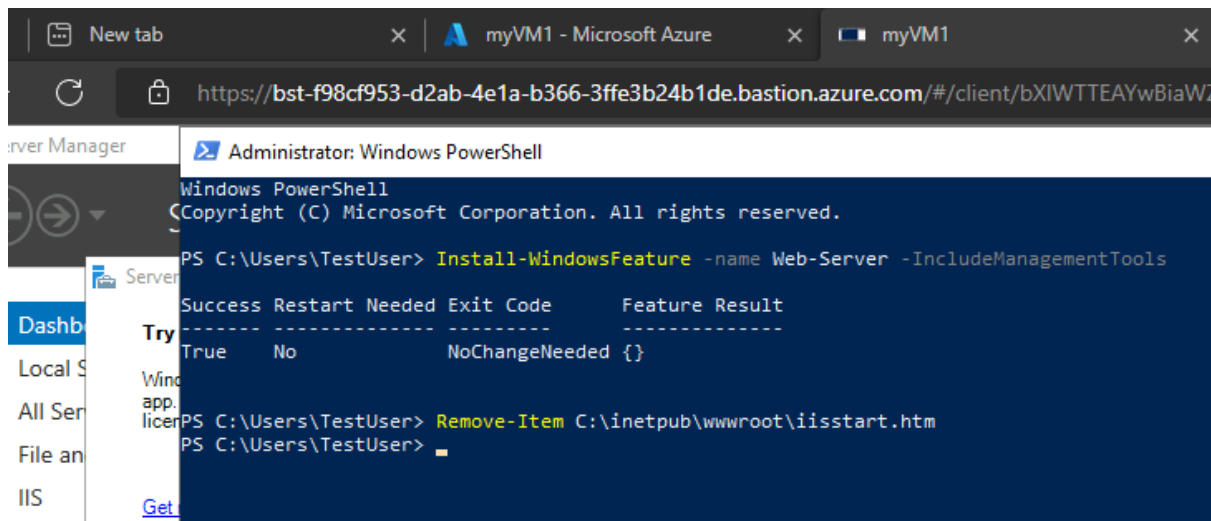 New tab
myVM1 - Microsoft Azure
myVM1
https://bst-f98cf953-d2ab-4e1a-b366-3ffe3b24b1de.bastion.azure.com/#/client/bXlWTTEAYwBiaWZ
rver Manager
Administrator: Windows PowerShell
Windows PowerShell
Copyright (C) Microsoft Corporation. All rights reserved.
PS C:\Users\TestUser> Install-WindowsFeature -name Web-Server -IncludeManagementTools
Server
Success Restart Needed Exit Code Feature Result
------- -------------- --------- --------------
True No NoChangeNeeded {}
Dashb
Try
Local S
Wind
app.
All Ser
licen
PS C:\Users\TestUser> Remove-Item C:\inetpub\wwwroot\iisstart.htm
PS C:\Users\TestUser>
File an
IIS
Get